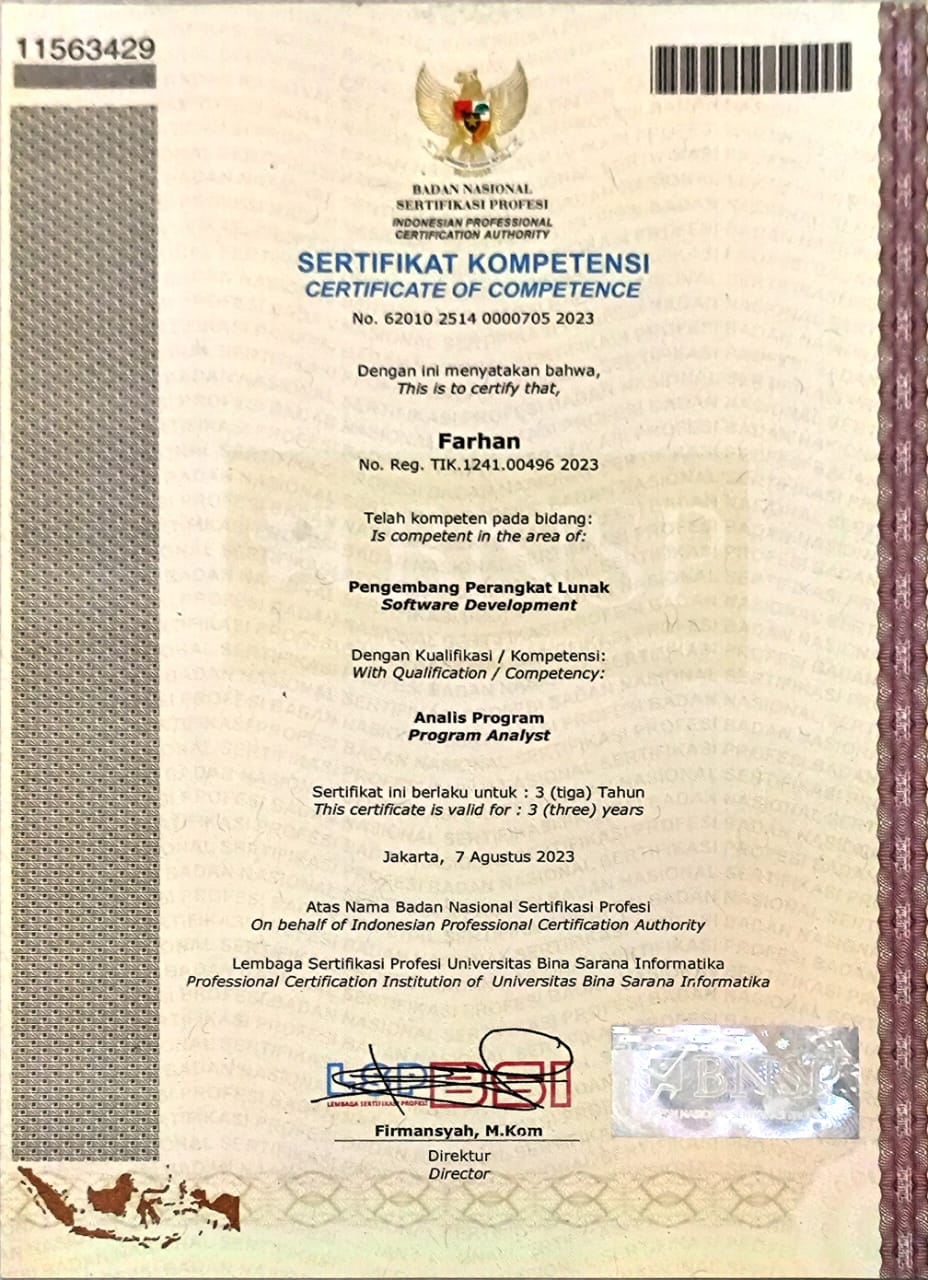 11563429
BADAN NASIONAL
SERTIFIKASI PROFESI
INDONESIAN PROFESSIONAL
CERTIFICATION AUTHORITY
SERTIFIKAT KOMPETENSI
CERTIFICATE OF COMPETENCE
No. 62010 2514 0000705 2023
Dengan ini menyatakan bahwa,
This is to certify that,
Farhan
No. Reg. TIK.1241.00496 2023
Telah kompeten pada bidang:
Is competent in the area of:
Pengembang Perangkat Lunak
Software Development
Dengan Kualifikasi / Kompetensi:
With Qualification / Competency:
Analis Program
Program Analyst
Sertifikat ini berlaku untuk : 3 (tiga) Tahun
This certificate is valid for : 3 (three) years
Jakarta, 7 Agustus 2023
Atas Nama Badan Nasional Sertifikasi Profesi
On behalf of Indonesian Professional Certification Authority
Lembaga Sertifikasi Profesi Universitas Bina Sarana Informatika
Professional Certification Institution of Universitas Bina Sarana Informatika
LSP BSI
LEMBAGA SERTIFIKASI PROFESI
BNSP
Firmansyah, M.Kom
Direktur
Director